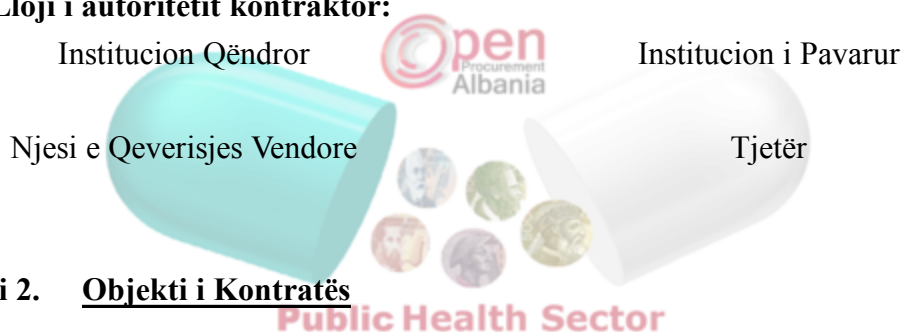 Lloji i autoritetit kontraktor:
Institucion Qëndror
Open
Procurement
Albania
Institucion i Pavarur
Njesi e Qeverisjes Vendore
Tjetër
i 2. Objekti i Kontratës
Public Health Sector